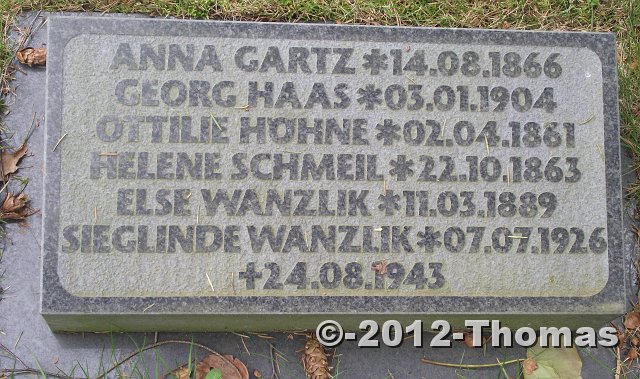 ANNA GARTZ *14.08.1866
GEORG HAAS *03.01.1904
OTTILIE HÖHNE *02.04.1861
HELENE SCHMEIL *22.10.1863
ELSE WANZLIK *11.03.1889
SIEGLINDE WANZLIK *07.07.1926
+24.08.1943
©-2012-Thomas